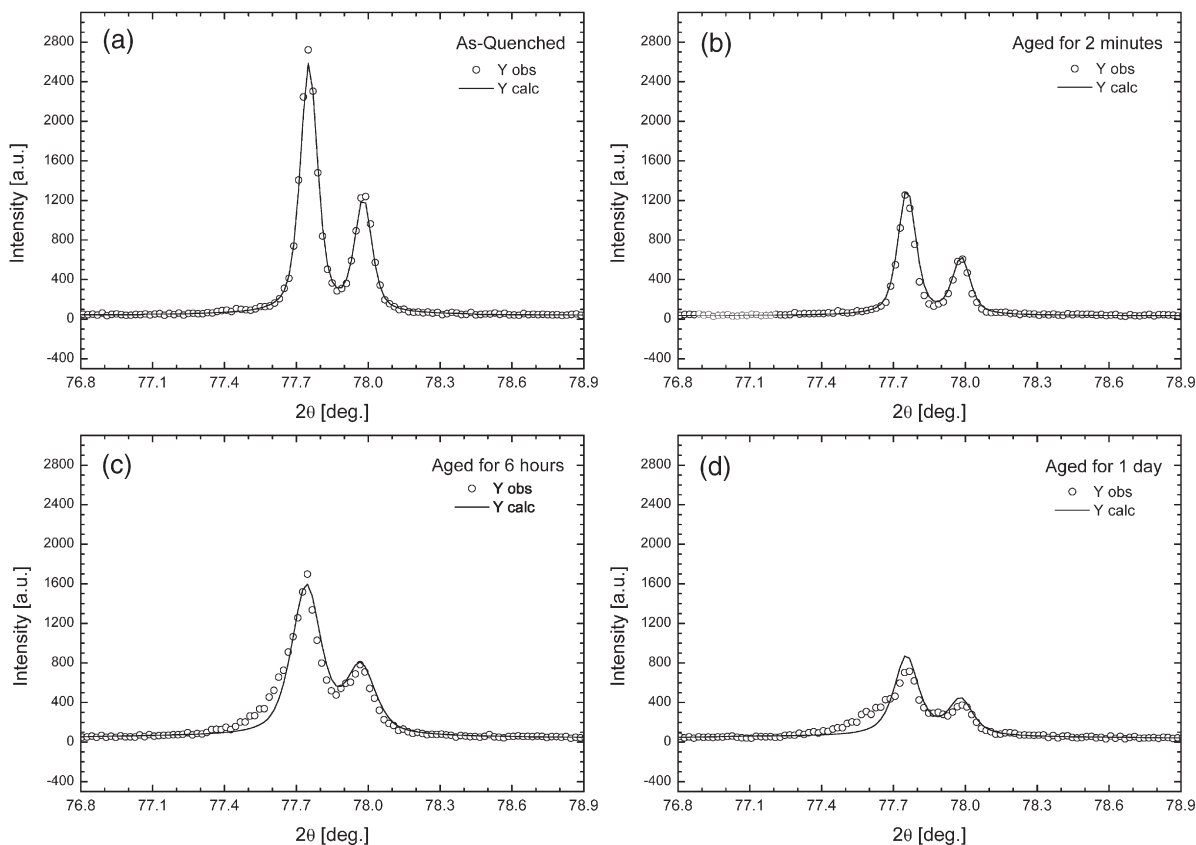 (a) As-Quenched
Y obs
Y calc
2800
2400
2000
1600
1200
800
400
0
-400
Intensity [a.u.]
76.8 77.1 77.4 77.7 78.0 78.3 78.6 78.9
2θ [deg.]
(b) Aged for 2 minutes
Y obs
Y calc
2800
2400
2000
1600
1200
800
400
0
-400
Intensity [a.u.]
76.8 77.1 77.4 77.7 78.0 78.3 78.6 78.9
2θ [deg.]
(c) Aged for 6 hours
Y obs
Y calc
2800
2400
2000
1600
1200
800
400
0
-400
Intensity [a.u.]
76.8 77.1 77.4 77.7 78.0 78.3 78.6 78.9
2θ [deg.]
(d) Aged for 1 day
Y obs
Y calc
2800
2400
2000
1600
1200
800
400
0
-400
Intensity [a.u.]
76.8 77.1 77.4 77.7 78.0 78.3 78.6 78.9
2θ [deg.]